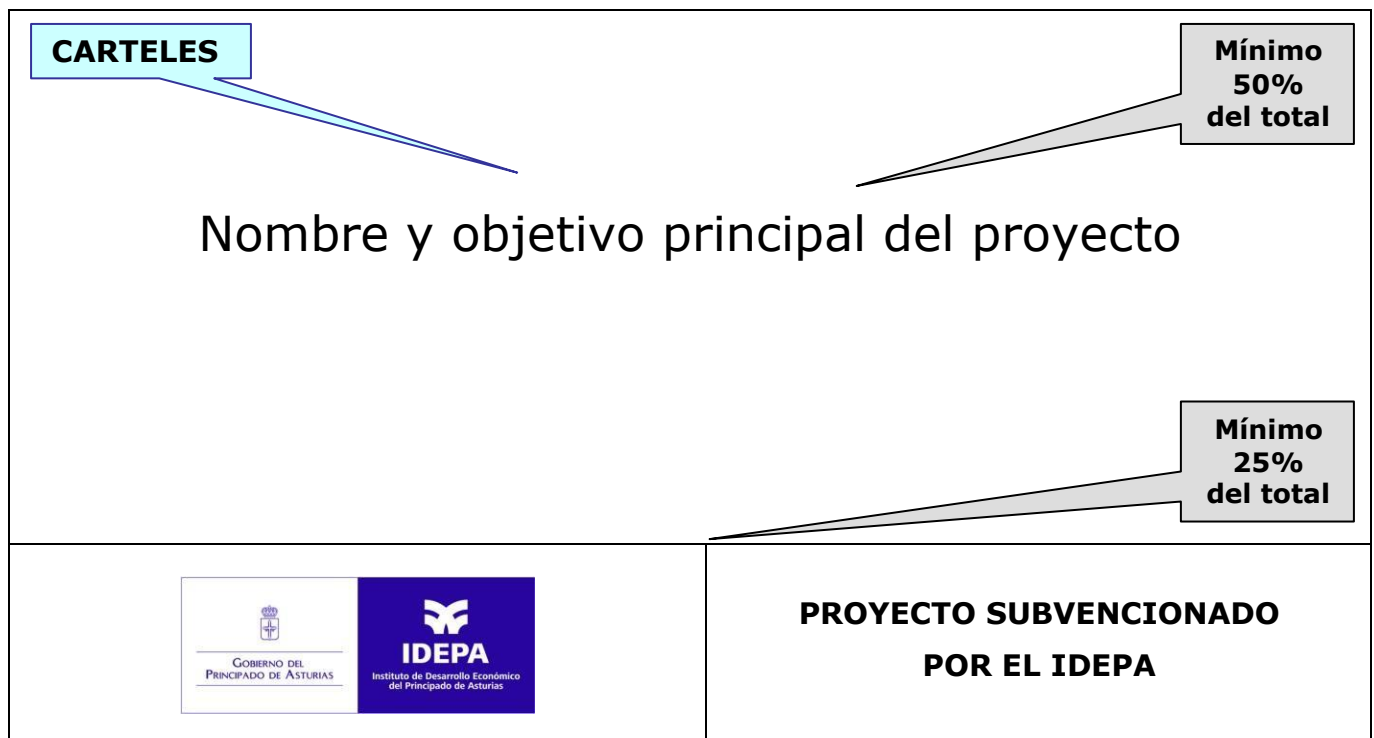 CARTELES
Mínimo
50%
del total
Nombre y objetivo principal del proyecto
Mínimo
25%
del total
GOBIERNO DEL
PRINCIPADO DE ASTURIAS
IDEPA
Instituto de Desarrollo Económico
del Principado de Asturias
PROYECTO SUBVENCIONADO
POR EL IDEPA